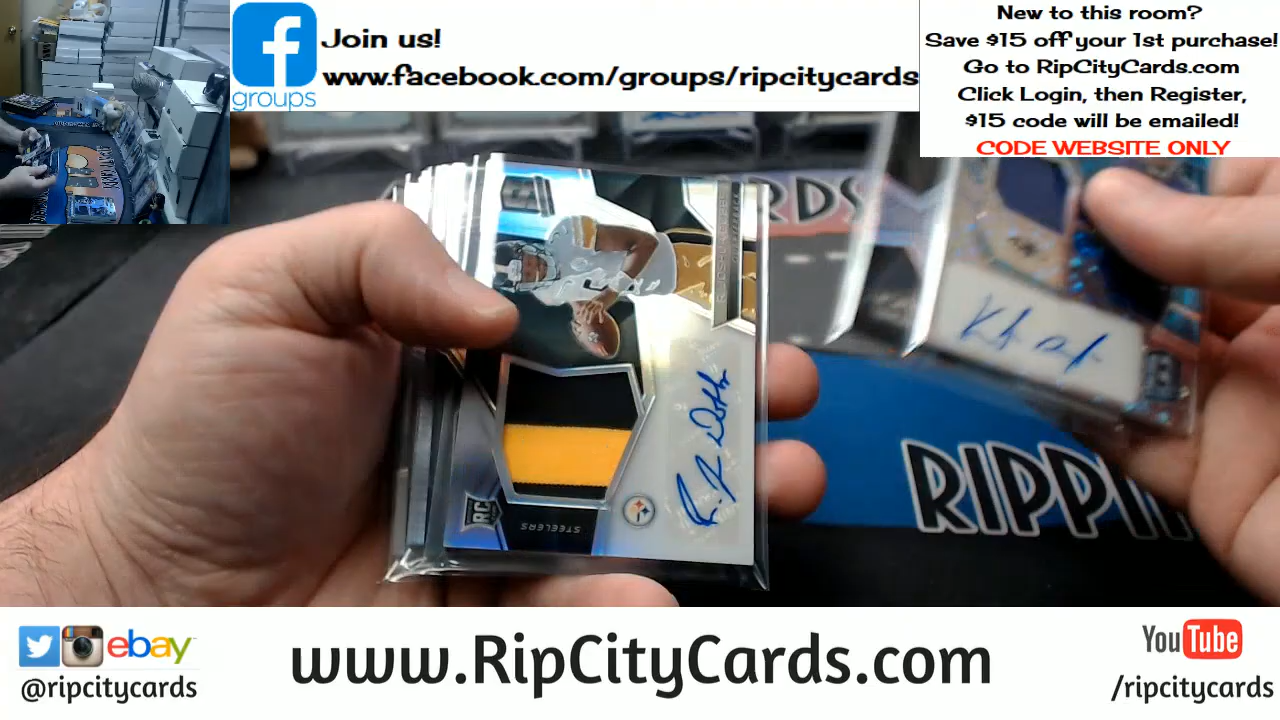 Join us!
www.facebook.com/groups/ripcitycards
groups
New to this room?
Save $15 off your 1st purchase!
Go to RipCityCards.com
Click Login, then Register,
$15 code will be emailed!
CODE WEBSITE ONLY
RDS
RIPPI
RC
STEELERS
ebay
@ripcitycards
www.RipCityCards.com
YouTube
/ripcitycards